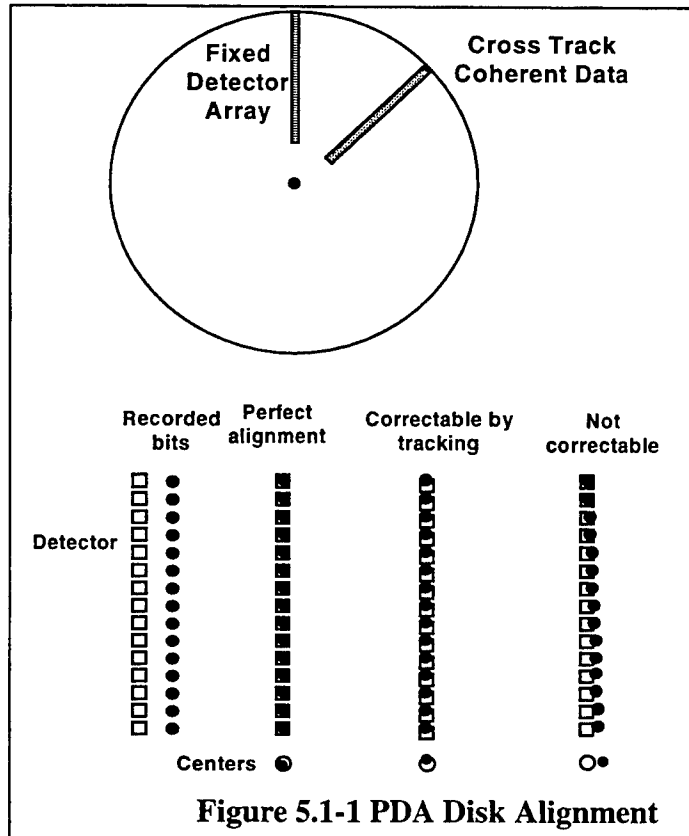 Fixed
Detector
Array
Cross Track
Coherent Data
Recorded
bits
Perfect
alignment
Correctable by
tracking
Not
correctable
Detector
Centers
Figure 5.1-1 PDA Disk Alignment